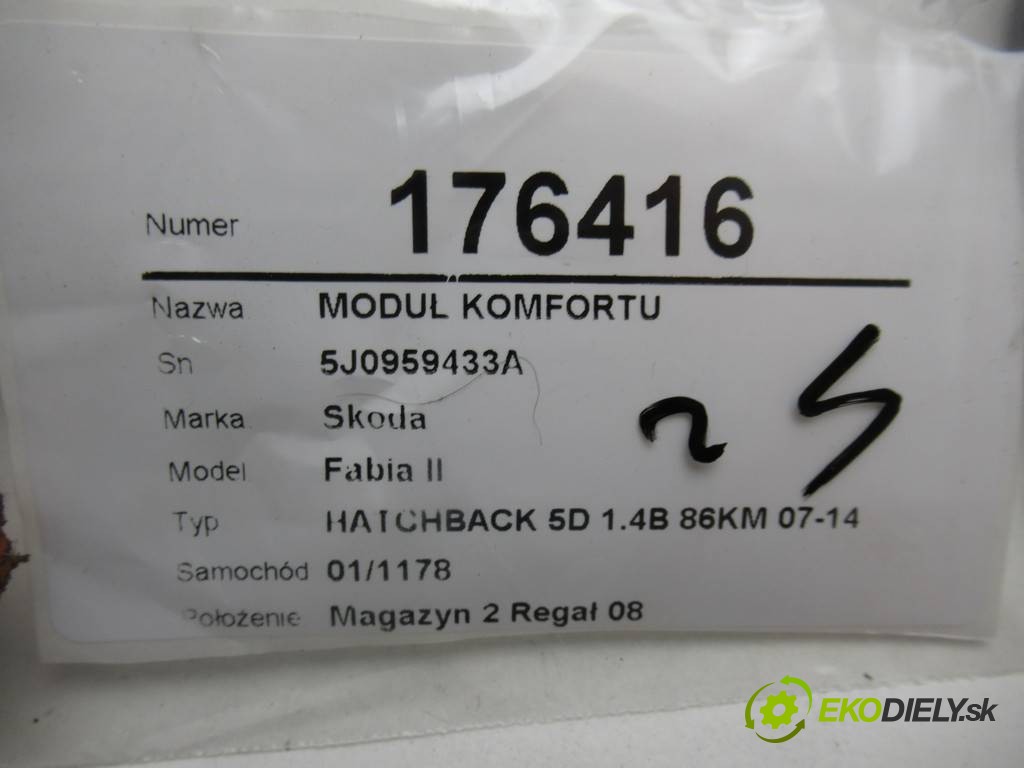 Numer 176416
Nazwa MODUŁ KOMFORTU
Sn 5J0959433A
Marka Skoda
Model Fabia II
Typ HATCHBACK 5D 1.4B 86KM 07-14
Samochód 01/1178
Położenie Magazyn 2 Regał 08
EKODIELY.sk